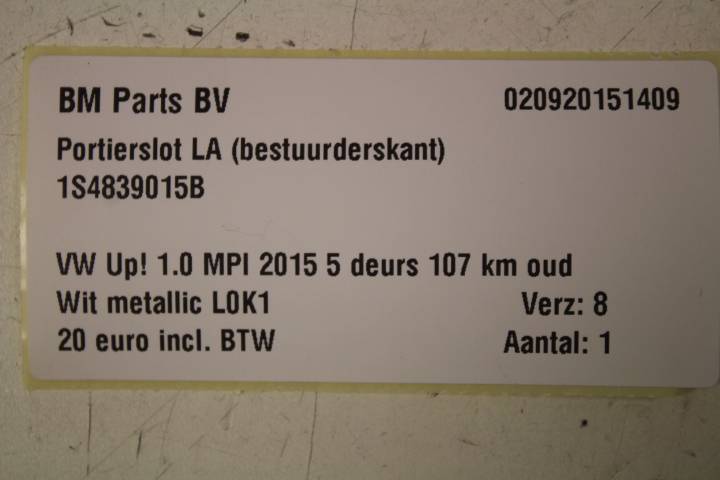 BM Parts BV 020920151409
Portierslot LA (bestuurderskant)
1S4839015B
VW Up! 1.0 MPI 2015 5 deurs 107 km oud
Wit metallic L0K1 Verz: 8
20 euro incl. BTW Aantal: 1